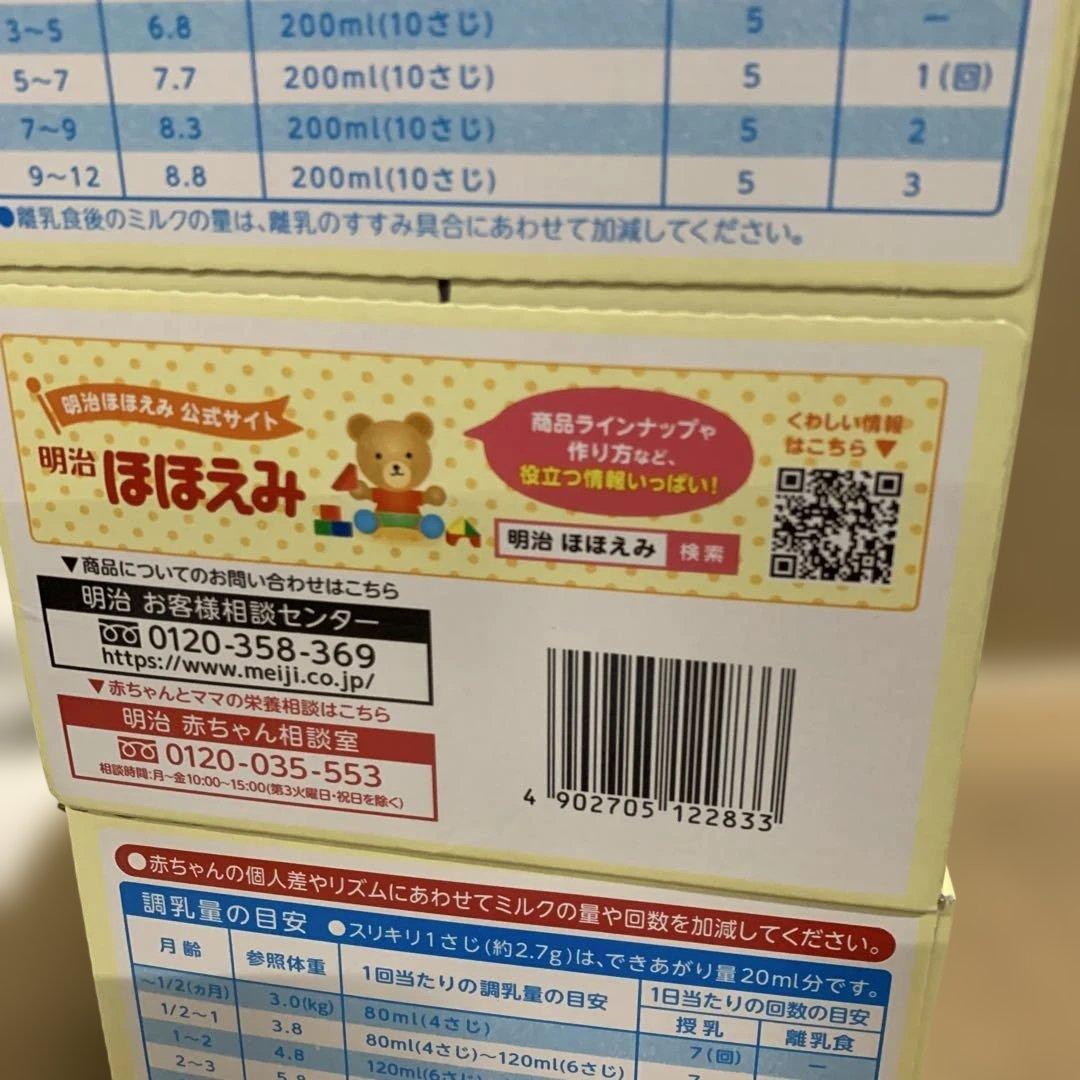 3～5 6.8 200ml(10さじ) 5 ー
5～7 7.7 200ml(10さじ) 5 1(回)
7～9 8.3 200ml(10さじ) 5 2
9～12 8.8 200ml(10さじ) 5 3
●離乳食後のミルクの量は、離乳のすすみ具合にあわせて加減してください。
明治ほほえみ 公式サイト
明治 ほほえみ
商品ラインナップや
作り方など、
役立つ情報いっぱい!
明治 ほほえみ 検索
くわしい情報
はこちら▼
▼商品についてのお問い合わせはこちら
明治 お客様相談センター
0120-358-369
https://www.meiji.co.jp/
▼赤ちゃんとママの栄養相談はこちら
明治 赤ちゃん相談室
0120-035-553
相談時間:月～金10:00～15:00(第3火曜日・祝日を除く)
4 902705 122833
●赤ちゃんの個人差やリズムにあわせてミルクの量や回数を加減してください。
調乳量の目安 ●スリキリ1さじ(約2.7g)は、できあがり量20ml分です。
月齢 参照体重 1回当たりの調乳量の目安 1日当たりの回数の目安
授乳 離乳食
～1/2(カ月) 3.0(kg) 80ml(4さじ)
1/2～1 3.8 80ml(4さじ)～120ml(6さじ) 7(回) ー
1～2 4.8 120ml(6さじ)
2～3